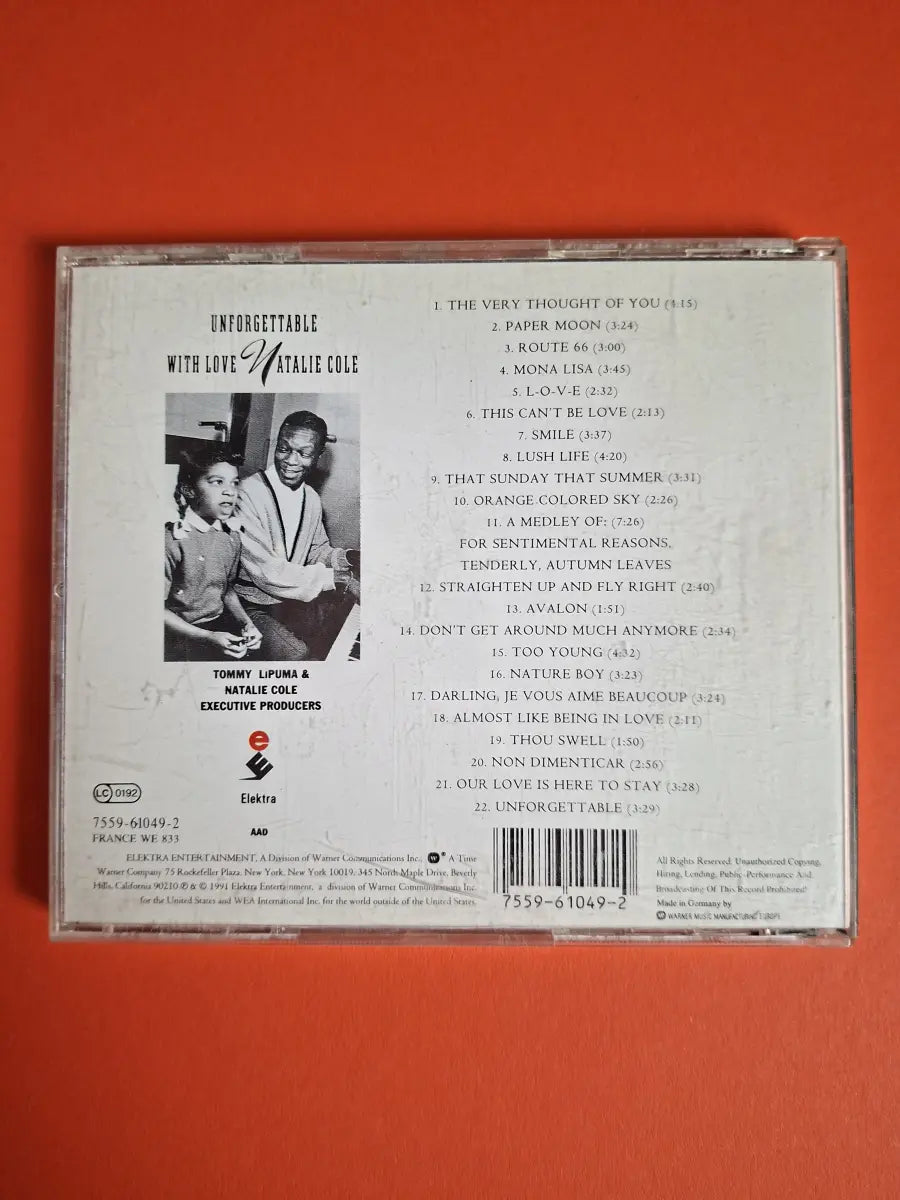 UNFORGETTABLE
WITH LOVE NATALIE COLE
1. THE VERY THOUGHT OF YOU (4:15)
2. PAPER MOON (3:24)
3. ROUTE 66 (3:00)
4. MONA LISA (3:45)
5. L-O-V-E (2:32)
6. THIS CAN'T BE LOVE (2:13)
7. SMILE (3:37)
8. LUSH LIFE (4:20)
9. THAT SUNDAY THAT SUMMER (3:31)
10. ORANGE COLORED SKY (2:26)
11. A MEDLEY OF: (7:26)
FOR SENTIMENTAL REASONS,
TENDERLY, AUTUMN LEAVES
12. STRAIGHTEN UP AND FLY RIGHT (2:40)
13. AVALON (1:51)
14. DON'T GET AROUND MUCH ANYMORE (2:34)
15. TOO YOUNG (4:32)
16. NATURE BOY (3:23)
17. DARLING, JE VOUS AIME BEAUCOUP (3:24)
18. ALMOST LIKE BEING IN LOVE (2:11)
19. THOU SWELL (1:50)
20. NON DIMENTICAR (2:56)
21. OUR LOVE IS HERE TO STAY (3:28)
22. UNFORGETTABLE (3:29)
TOMMY LiPUMA &
NATALIE COLE
EXECUTIVE PRODUCERS
e
E
Elektra
AAD
LC 0192
7559-61049-2
FRANCE WE 833
ELEKTRA ENTERTAINMENT, A Division of Warner Communications Inc., W ® A Time
Warner Company 75 Rockefeller Plaza, New York, New York 10019. 345 North Maple Drive, Beverly
Hills, California 90210 ℗ & © 1991 Elektra Entertainment, a division of Warner Communications Inc.
for the United States and WEA International Inc. for the world outside of the United States.
7559-61049-2
All Rights Reserved. Unauthorized Copying,
Hiring, Lending, Public Performance And
Broadcasting Of This Record Prohibited!
Made in Germany by
WARNER MUSIC MANUFACTURING EUROPE